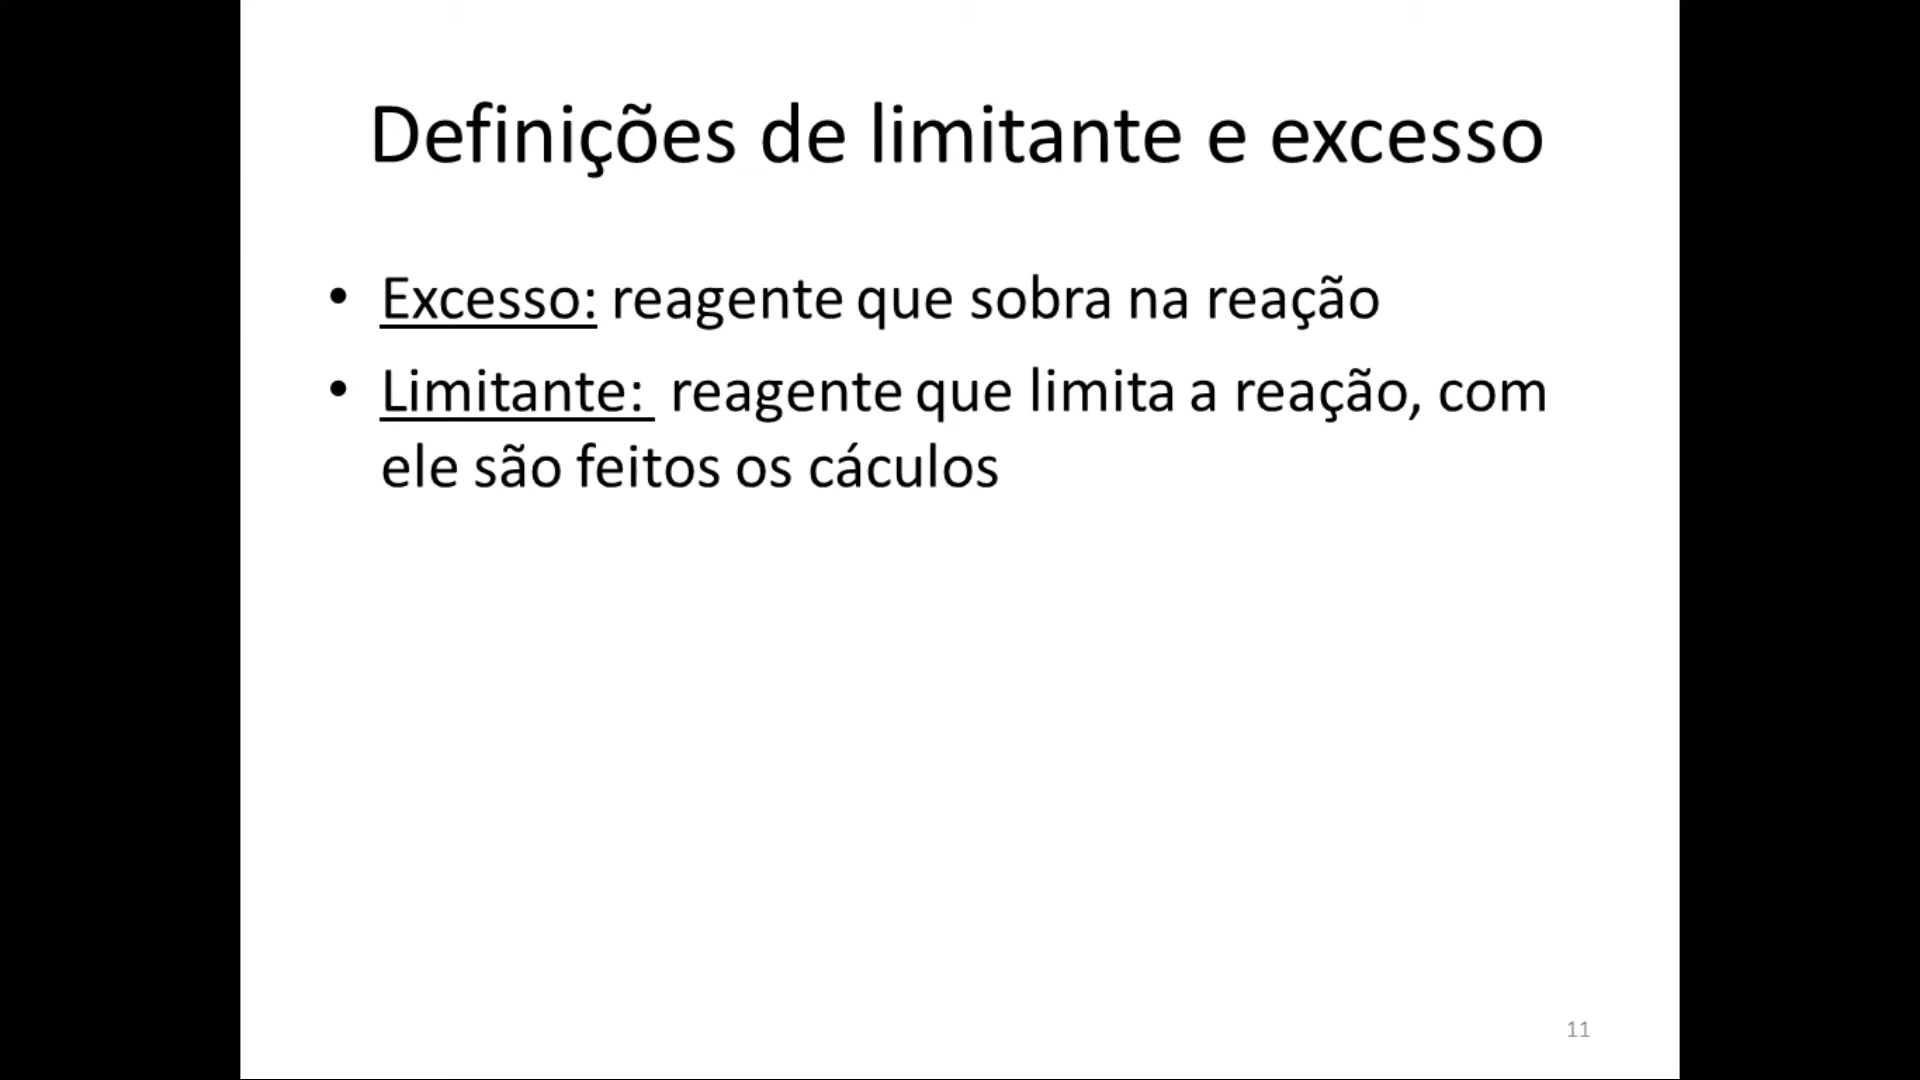 Definições de limitante e excesso
• Excesso: reagente que sobra na reação
• Limitante: reagente que limita a reação, com
ele são feitos os cáculos
11